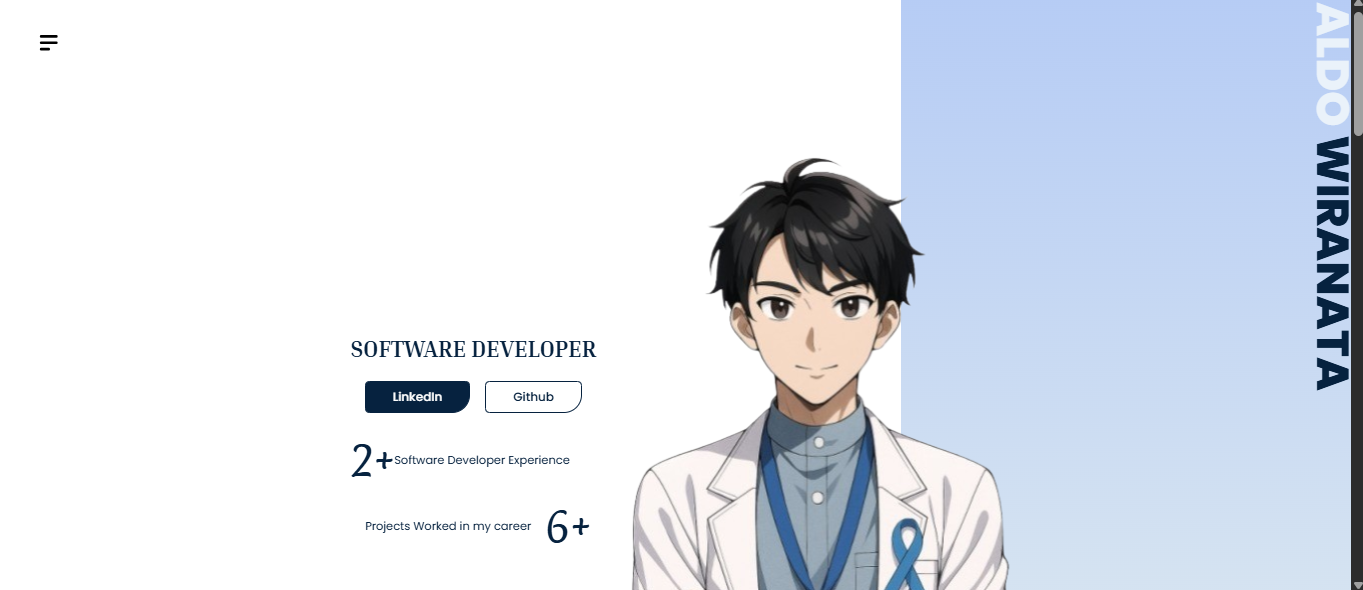 SOFTWARE DEVELOPER
LinkedIn
Github
2+ Software Developer Experience
Projects Worked in my career 6+
ALDO WIRANATA